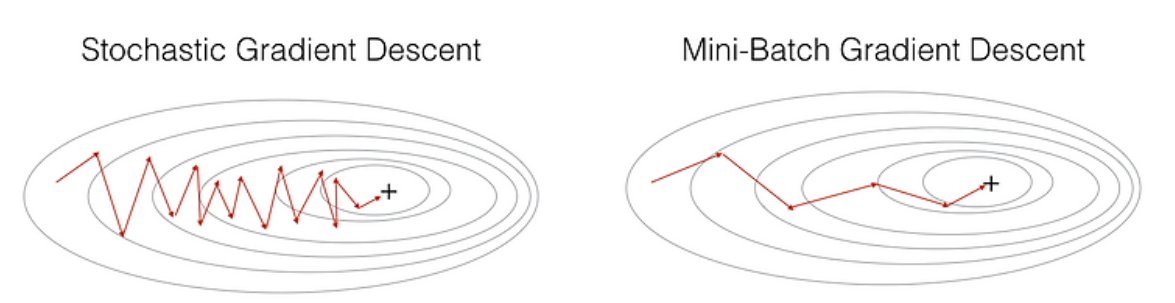 Stochastic Gradient Descent
Mini-Batch Gradient Descent